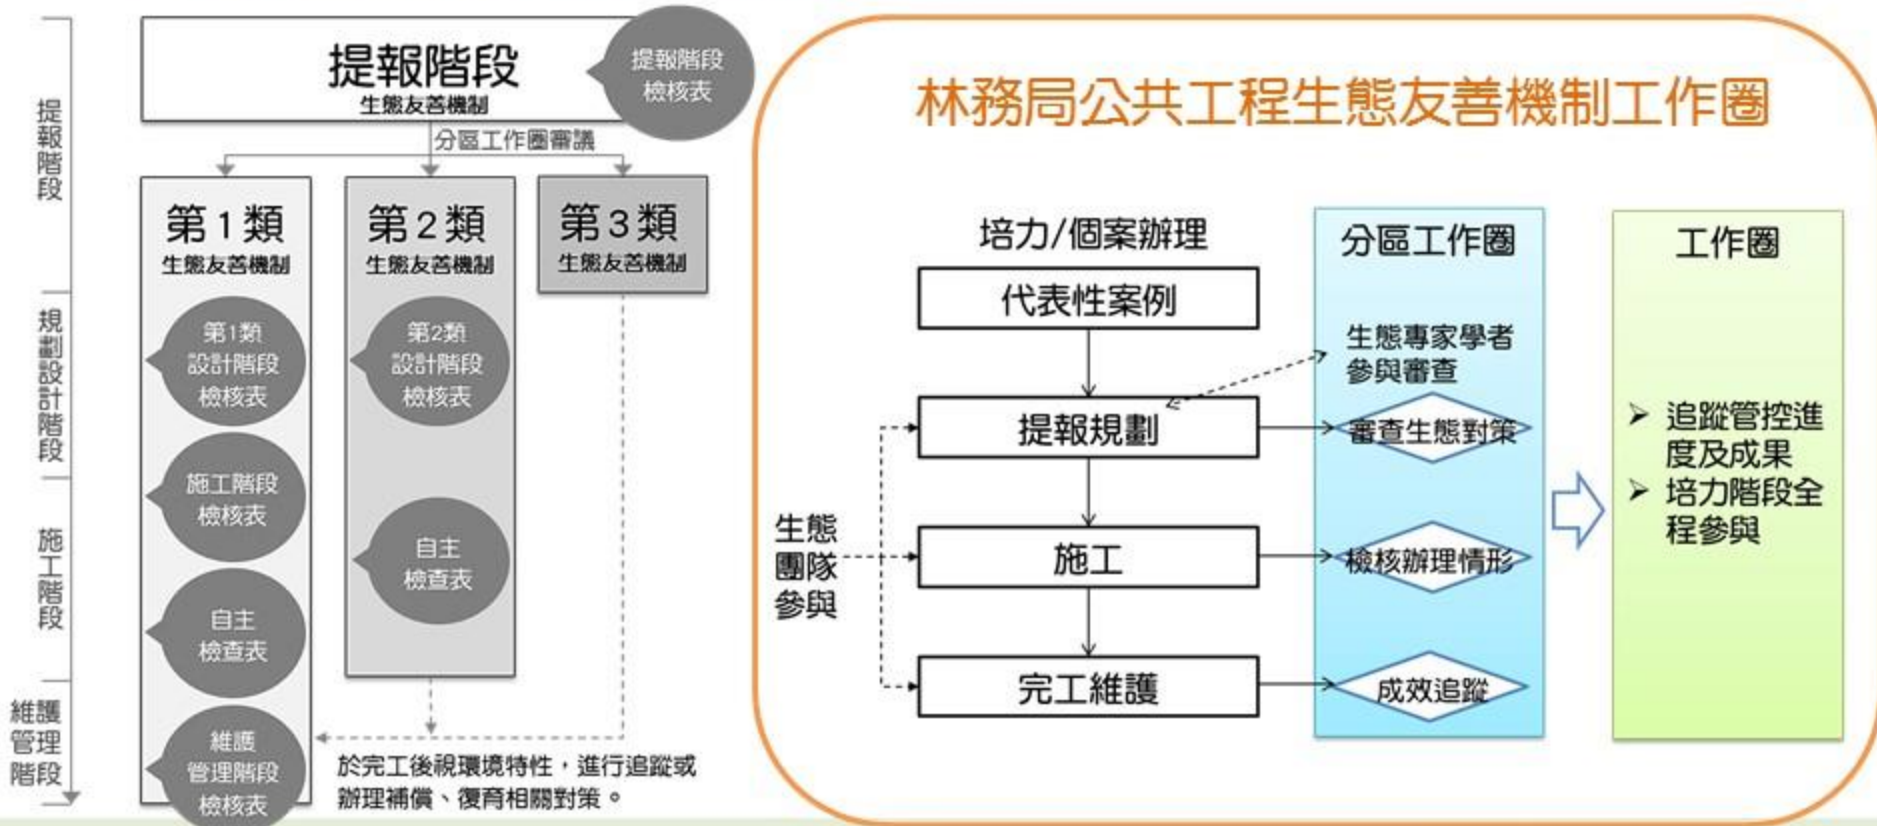 提報階段
規劃設計階段
施工階段
維護
管理
階段
提報階段
生態友善機制
提報階段
檢核表
分區工作圈審議
第1類
生態友善機制
第1類
設計階段
檢核表
施工階段
檢核表
自主
檢查表
維護
管理階段
檢核表
第2類
生態友善機制
第2類
設計階段
檢核表
自主
檢查表
第3類
生態友善機制
於完工後視環境特性，進行追蹤或
辦理補償、復育相關對策。
林務局公共工程生態友善機制工作圈
培力/個案辦理
代表性案例
提報規劃
施工
完工維護
生態
團隊
參與
分區工作圈
生態專家學者
參與審查
審查生態對策
檢核辦理情形
成效追蹤
工作圈
➢ 追蹤管控進
度及成果
➢ 培力階段全
程參與